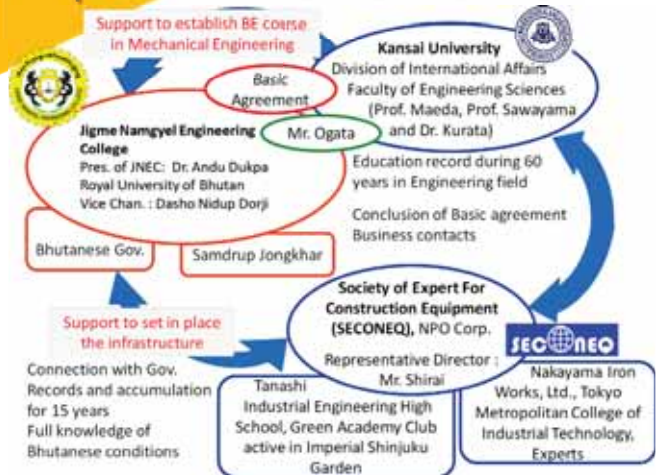 Support to establish BE course
in Mechanical Engineering
Kansai University
Division of International Affairs
Faculty of Engineering Sciences
(Prof. Maeda, Prof. Sawayama
and Dr. Kurata)
Basic
Agreement
Mr. Ogata
Jigme Namgyel Engineering
College
Pres. of JNEC: Dr. Andu Dukpa
Royal University of Bhutan
Vice Chan. : Dasho Nidup Dorji
Bhutanese Gov.
Samdrup Jongkhar
Education record during 60
years in Engineering field
Conclusion of Basic agreement
Business contacts
Support to set in place
the infrastructure
Connection with Gov.
Records and accumulation
for 15 years
Full knowledge of
Bhutanese conditions
Society of Expert For
Construction Equipment
(SECONEQ), NPO Corp.
Representative Director :
Mr. Shirai
SECONEQ
Tanashi
Industrial Engineering High
School, Green Academy Club
active in Imperial Shinjuku
Garden
Nakayama Iron
Works, Ltd., Tokyo
Metropolitan College of
Industrial Technology,
Experts